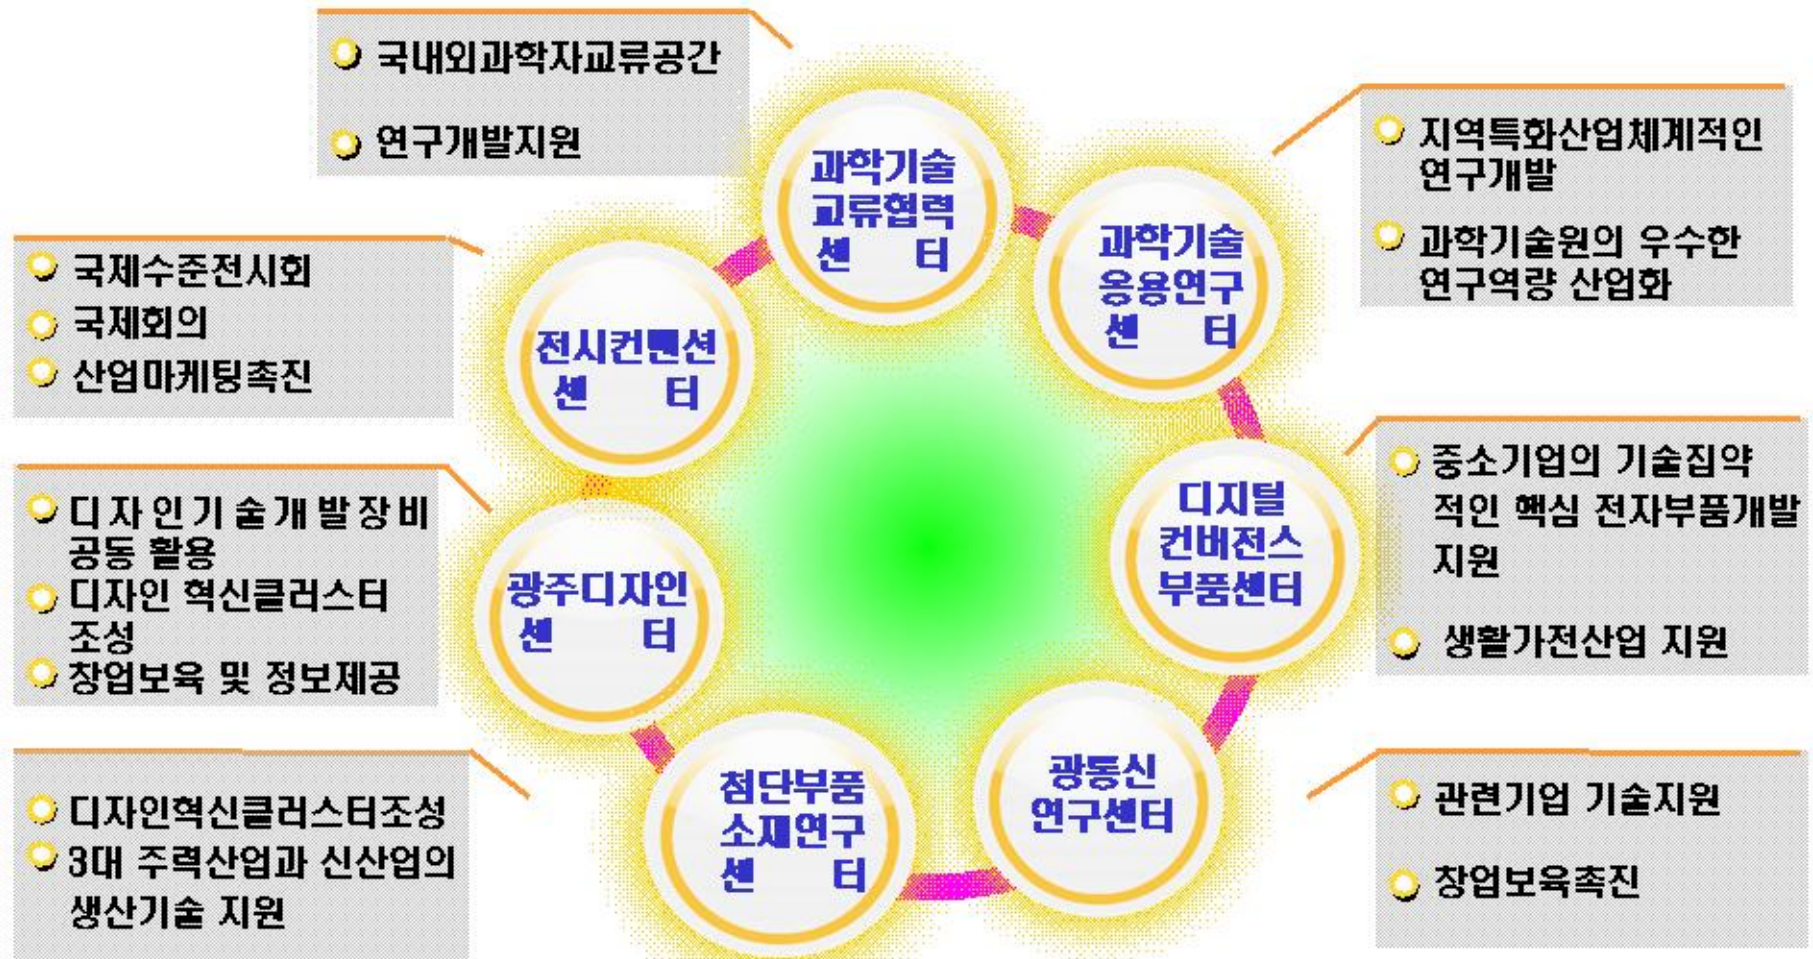 국내외과학자교류공간
연구개발지원
과학기술
교류협력
센 터
지역특화산업체계적인
연구개발
과학기술원의 우수한
연구역량 산업화
과학기술
응용연구
센 터
국제수준전시회
국제회의
산업마케팅촉진
전시컨벤션
센 터
중소기업의 기술집약
적인 핵심 전자부품개발
지원
생활가전산업 지원
디지털
컨버전스
부품센터
디자인기술개발장비
공동 활용
디자인 혁신클러스터
조성
창업보육 및 정보제공
광주디자인
센 터
광통신
연구센터
관련기업 기술지원
창업보육촉진
첨단부품
소재연구
센 터
디자인혁신클러스터조성
3대 주력산업과 신산업의
생산기술 지원